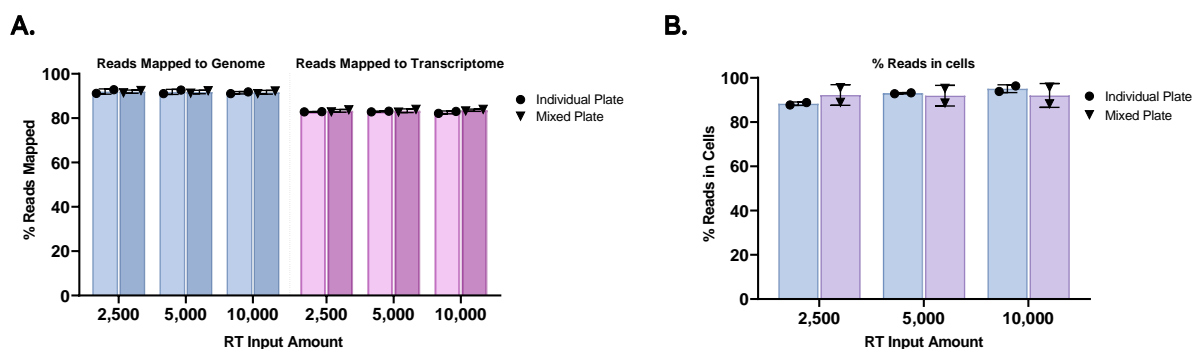 A.
Reads Mapped to Genome
Reads Mapped to Transcriptome
100
80
60
40
20
0
% Reads Mapped
2,500
5,000
10,000
2,500
5,000
10,000
RT Input Amount
Individual Plate
Mixed Plate
B.
% Reads in cells
100
80
60
40
20
0
% Reads in Cells
2,500
5,000
10,000
RT Input Amount
Individual Plate
Mixed Plate